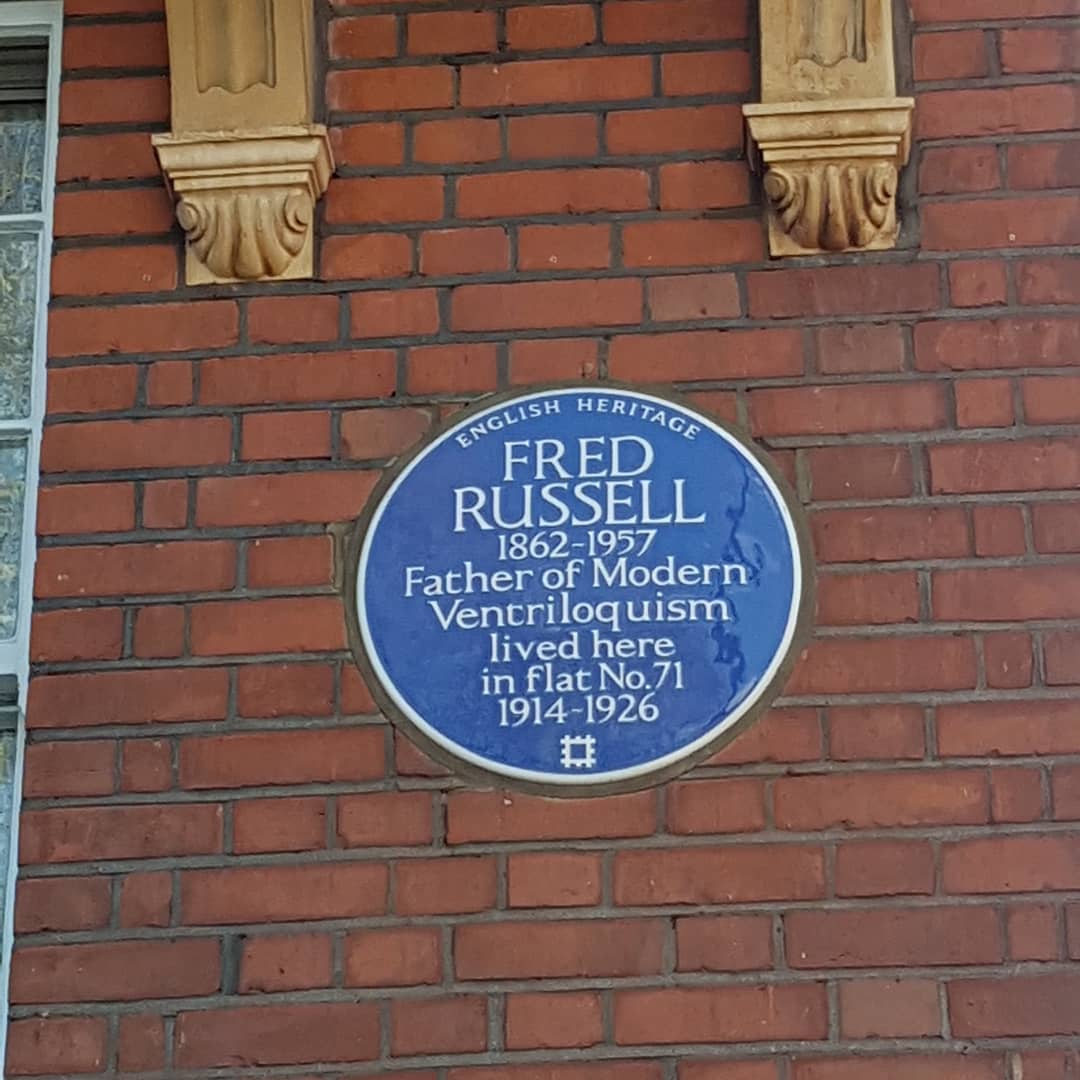 ENGLISH HERITAGE
FRED
RUSSELL
1862-1957
Father of Modern
Ventriloquism
lived here
in flat No.71
1914-1926